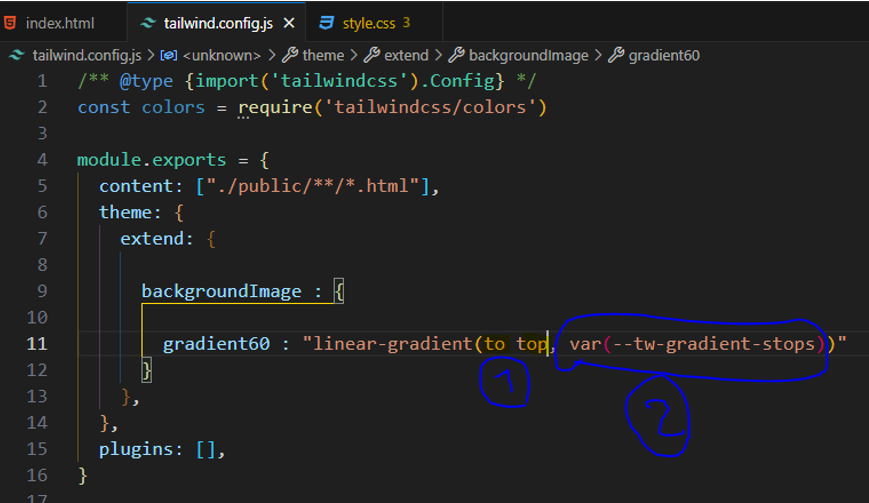 index.html tailwind.config.js × style.css 3
tailwind.config.js > <unknown> > theme > extend > backgroundImage > gradient60
1 /** @type {import('tailwindcss').Config} */
2 const colors = require('tailwindcss/colors')
3
4 module.exports = {
5 content: ["./public/**/*.html"],
6 theme: {
7 extend: {
8
9 backgroundImage : {
10
11 gradient60 : "linear-gradient(to top, var(--tw-gradient-stops))"
12 }
13 },
14 },
15 plugins: [],
16 }
17
1
2